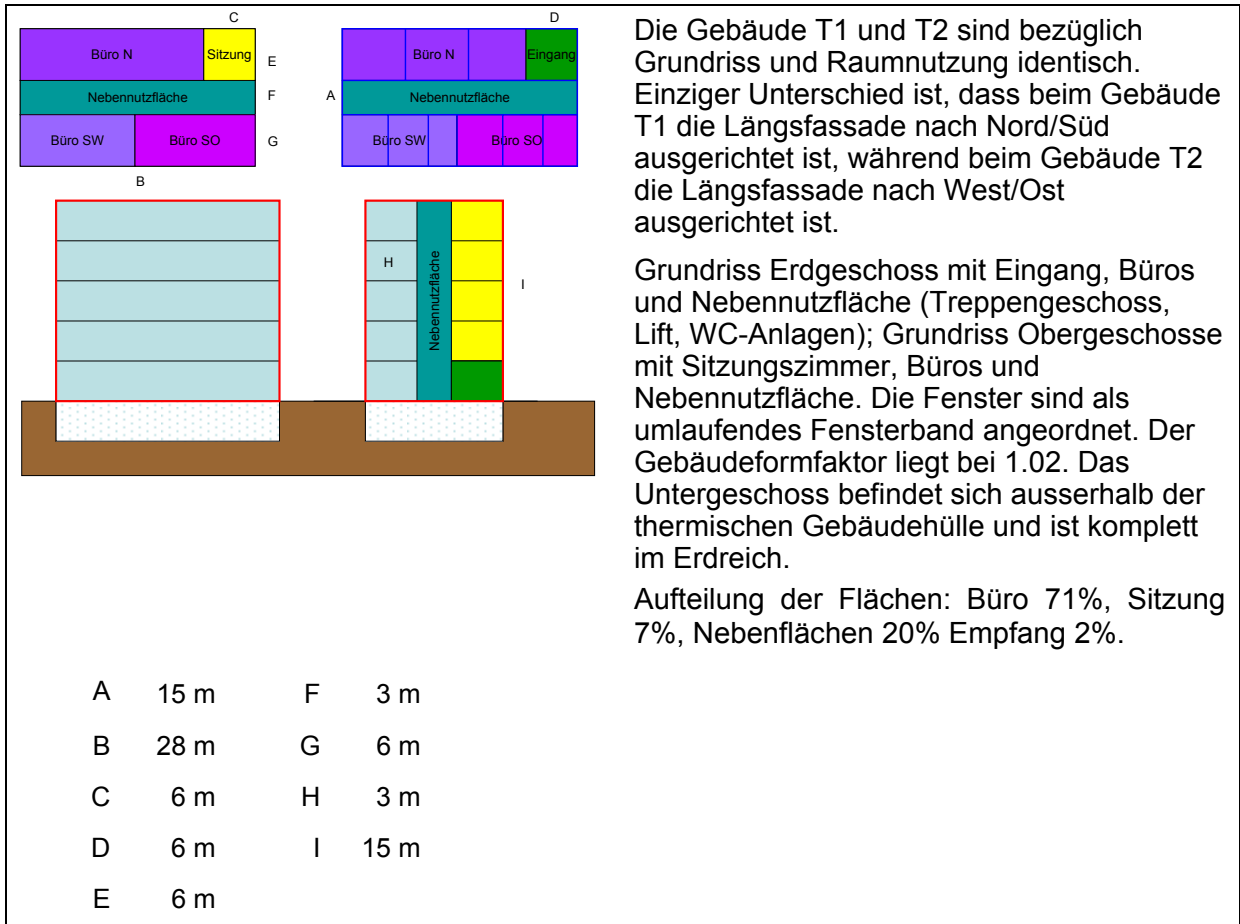 C
Büro N
Sitzung
E
Nebennutzfläche
F
Büro SW
Büro SO
G
B
D
Büro N
Eingang
A
Nebennutzfläche
Büro SW
Büro SO
H
Nebennutzfläche
I
Die Gebäude T1 und T2 sind bezüglich
Grundriss und Raumnutzung identisch.
Einziger Unterschied ist, dass beim Gebäude
T1 die Längsfassade nach Nord/Süd
ausgerichtet ist, während beim Gebäude T2
die Längsfassade nach West/Ost
ausgerichtet ist.
Grundriss Erdgeschoss mit Eingang, Büros
und Nebennutzfläche (Treppengeschoss,
Lift, WC-Anlagen); Grundriss Obergeschosse
mit Sitzungszimmer, Büros und
Nebennutzfläche. Die Fenster sind als
umlaufendes Fensterband angeordnet. Der
Gebäudeformfaktor liegt bei 1.02. Das
Untergeschoss befindet sich ausserhalb der
thermischen Gebäudehülle und ist komplett
im Erdreich.
Aufteilung der Flächen: Büro 71%, Sitzung
7%, Nebenflächen 20% Empfang 2%.
A 15 m F 3 m
B 28 m G 6 m
C 6 m H 3 m
D 6 m I 15 m
E 6 m